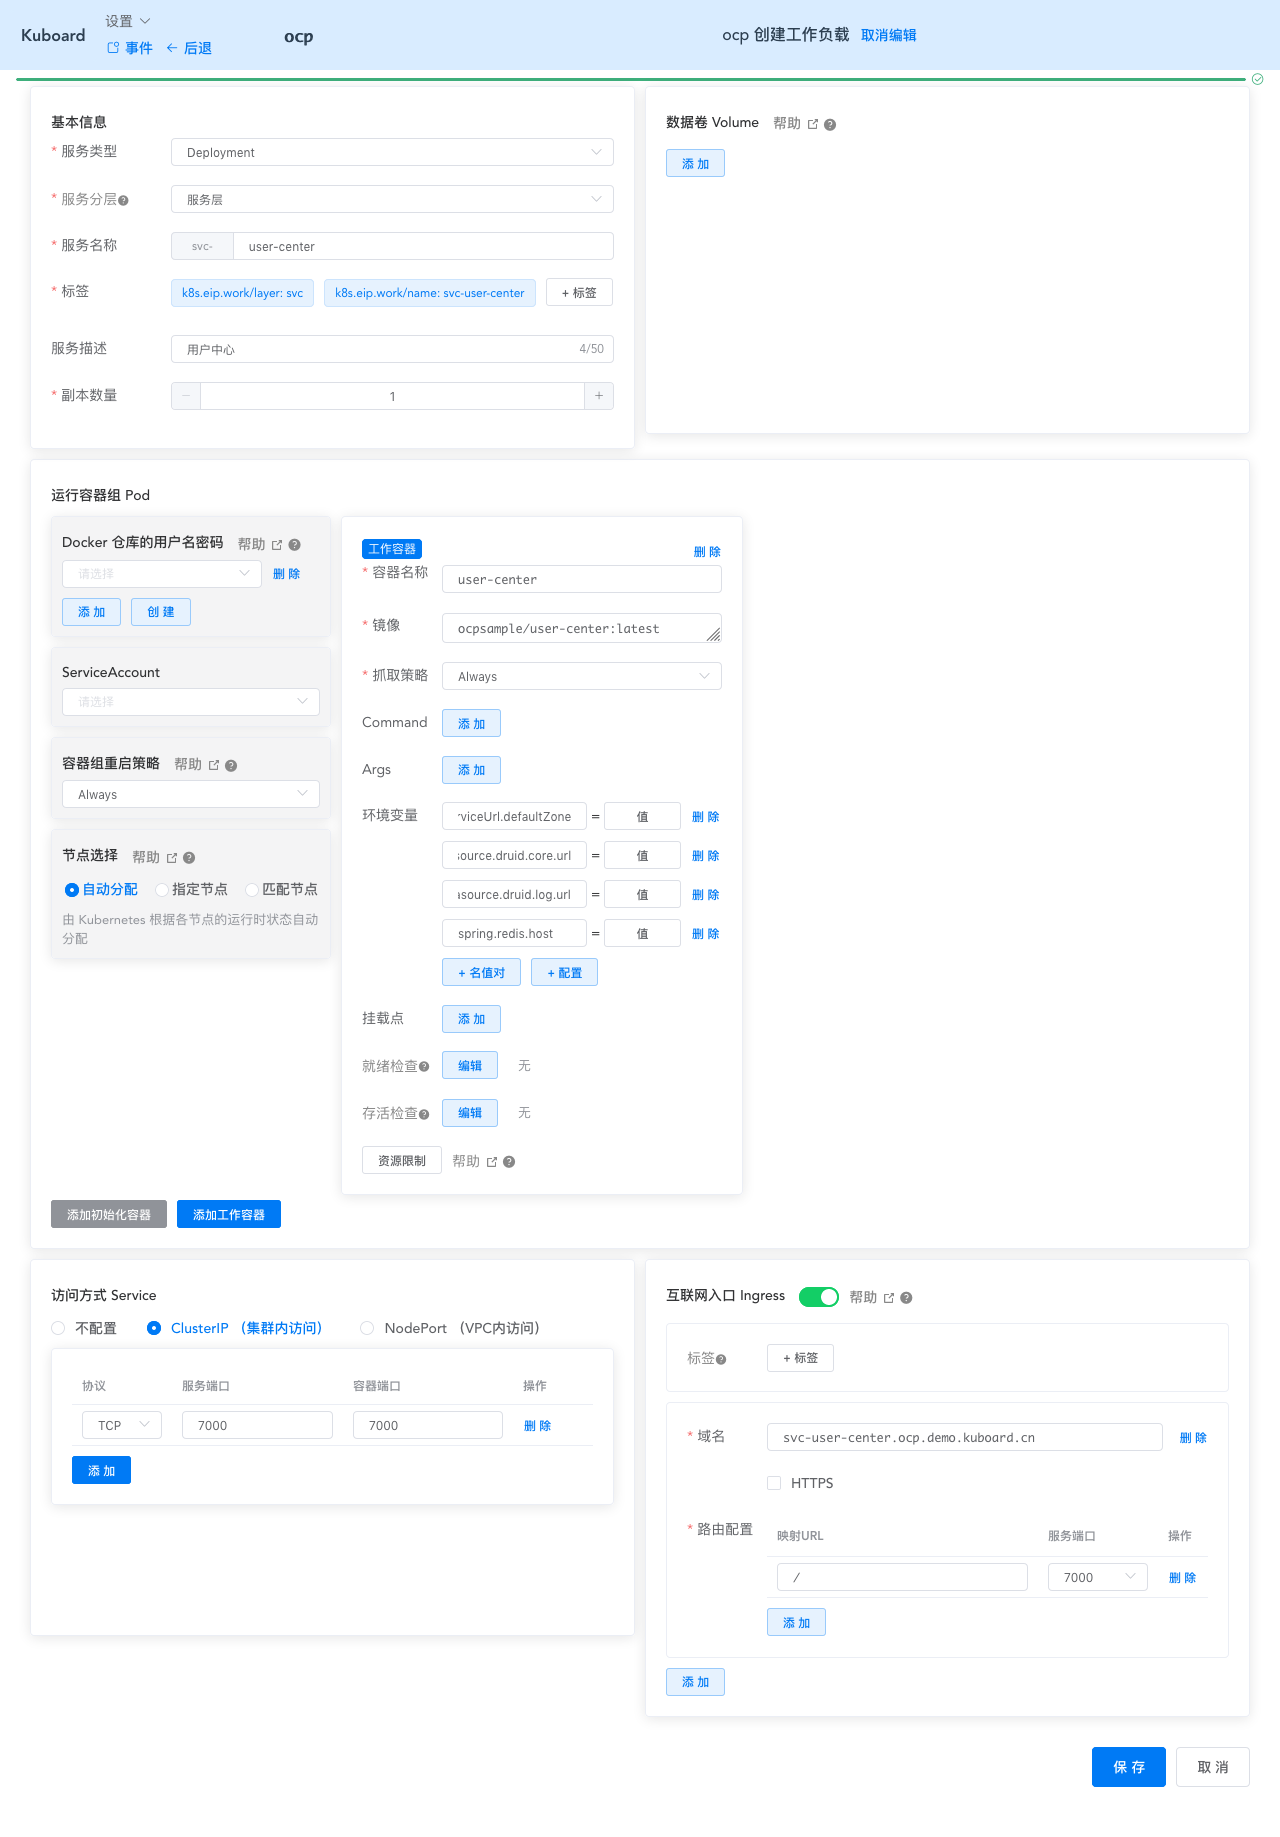 Kuboard
设置
事件 后退
ocp
ocp 创建工作负载 取消编辑
基本信息
* 服务类型 Deployment
* 服务分层 服务层
* 服务名称 svc- user-center
* 标签 k8s.eip.work/layer: svc k8s.eip.work/name: svc-user-center + 标签
服务描述 用户中心 4/50
* 副本数量 − 1 +
数据卷 Volume 帮助
添 加
运行容器组 Pod
Docker 仓库的用户名密码 帮助
请选择 删 除
添 加 创 建
ServiceAccount
请选择
容器组重启策略 帮助
Always
节点选择 帮助
自动分配 指定节点 匹配节点
由 Kubernetes 根据各节点的运行时状态自动
分配
工作容器 删 除
* 容器名称 user-center
* 镜像 ocpsample/user-center:latest
* 抓取策略 Always
Command 添 加
Args 添 加
环境变量 viceUrl.defaultZone = 值 删 除
source.druid.core.url = 值 删 除
asource.druid.log.url = 值 删 除
spring.redis.host = 值 删 除
+ 名值对 + 配置
挂载点 添 加
就绪检查 编辑 无
存活检查 编辑 无
资源限制 帮助
添加初始化容器 添加工作容器
访问方式 Service
不配置 ClusterIP （集群内访问） NodePort （VPC内访问）
协议 服务端口 容器端口 操作
TCP 7000 7000 删 除
添 加
互联网入口 Ingress 帮助
标签 + 标签
* 域名 svc-user-center.ocp.demo.kuboard.cn 删 除
HTTPS
* 路由配置 映射URL 服务端口 操作
/ 7000 删 除
添 加
添 加
保 存 取 消